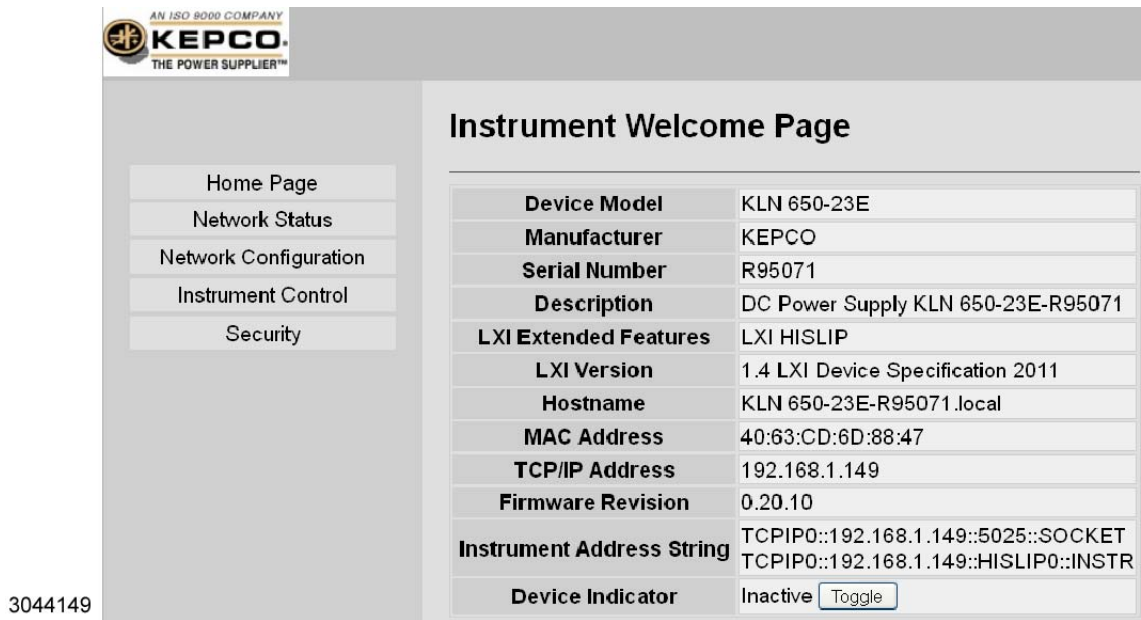 AN ISO 9000 COMPANY
KEPCO.
THE POWER SUPPLIER™
Instrument Welcome Page
Home Page
Network Status
Network Configuration
Instrument Control
Security
Device Model KLN 650-23E
Manufacturer KEPCO
Serial Number R95071
Description DC Power Supply KLN 650-23E-R95071
LXI Extended Features LXI HISLIP
LXI Version 1.4 LXI Device Specification 2011
Hostname KLN 650-23E-R95071.local
MAC Address 40:63:CD:6D:88:47
TCP/IP Address 192.168.1.149
Firmware Revision 0.20.10
Instrument Address String TCPIP0::192.168.1.149::5025::SOCKET
TCPIP0::192.168.1.149::HISLIP0::INSTR
Device Indicator Inactive Toggle
3044149